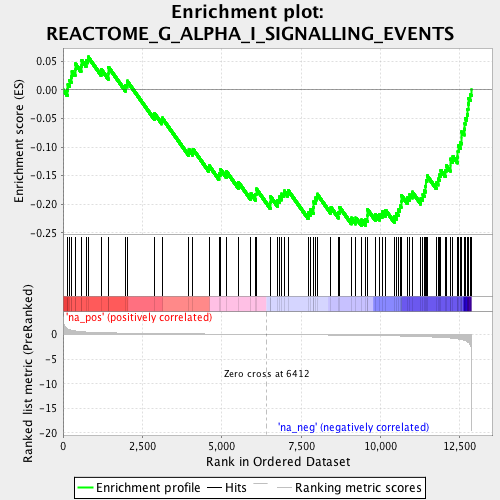 Enrichment plot:
REACTOME_G_ALPHA_I_SIGNALLING_EVENTS
Enrichment score (ES)
0.05
0.00
-0.05
-0.10
-0.15
-0.20
-0.25
'na_pos' (positively correlated)
Ranked list metric (PreRanked)
0
-5
-10
-15
-20
Zero cross at 6412
'na_neg' (negatively correlated)
0
2,500
5,000
7,500
10,000
12,500
Rank in Ordered Dataset
Enrichment profile
Hits
Ranking metric scores